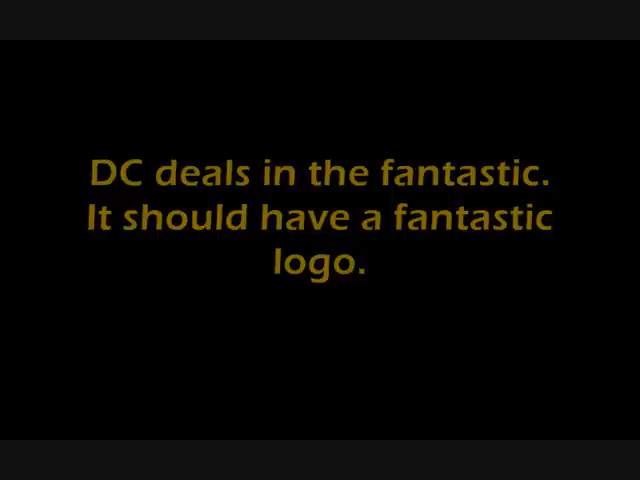 DC deals in the fantastic.
It should have a fantastic
logo.